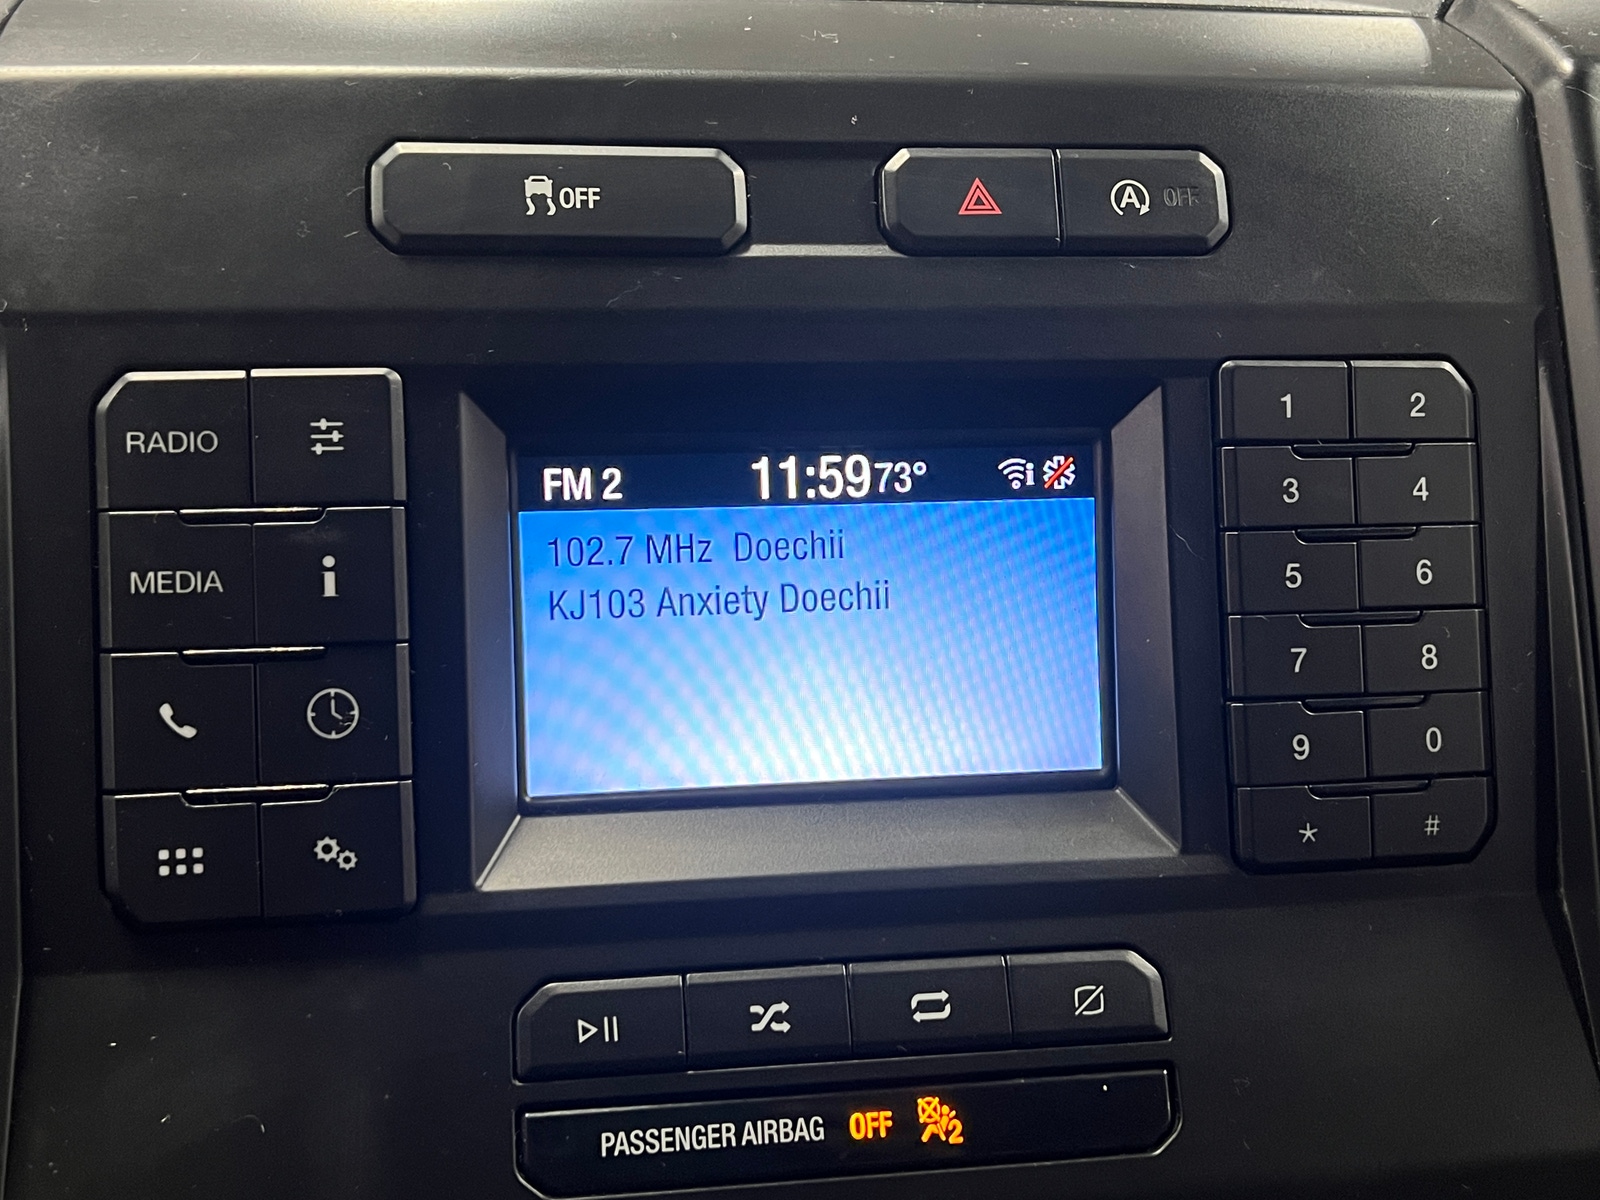 OFF
A OFF
RADIO
MEDIA
i
FM 2 11:59 73° i
102.7 MHz Doechii
KJ103 Anxiety Doechii
1 2
3 4
5 6
7 8
9 0
* #
PASSENGER AIRBAG OFF 2